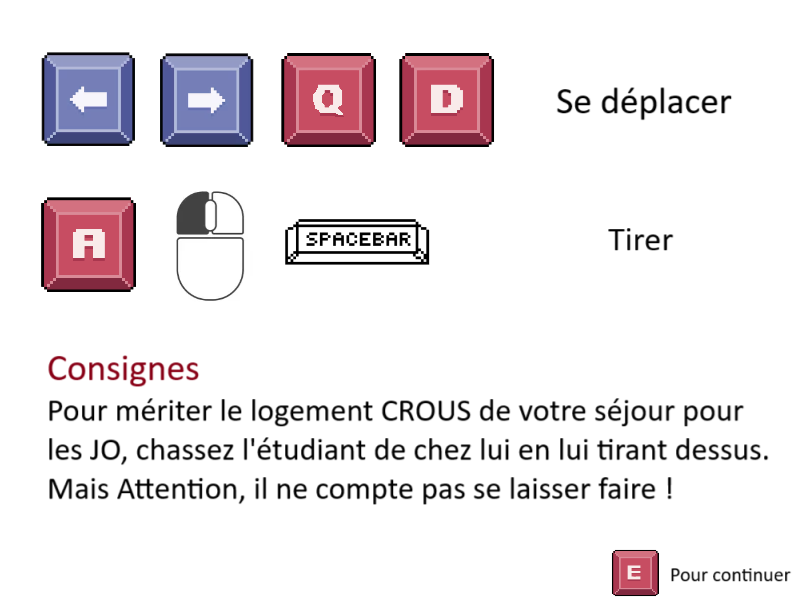 Q D Se déplacer
A SPACEBAR Tirer
Consignes
Pour mériter le logement CROUS de votre séjour pour
les JO, chassez l'étudiant de chez lui en lui tirant dessus.
Mais Attention, il ne compte pas se laisser faire !
E Pour continuer